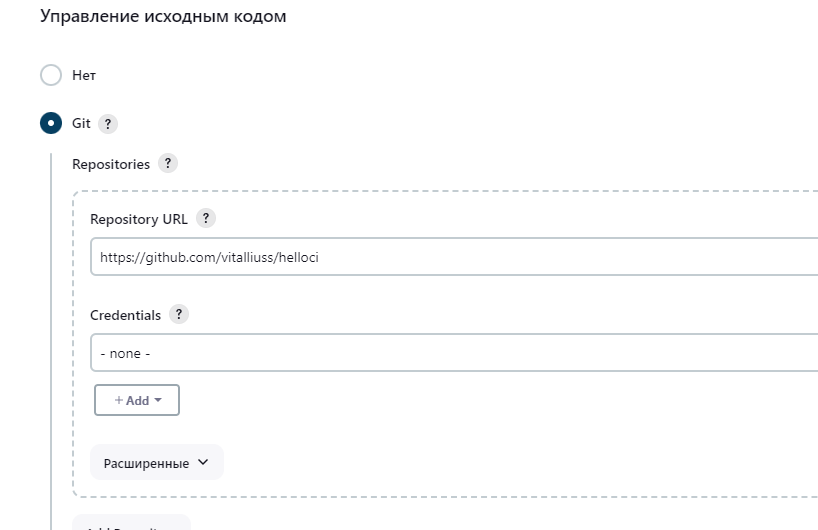 Управление исходным кодом
Нет
Git ?
Repositories ?
Repository URL ?
https://github.com/vitalliuss/helloci
Credentials ?
- none -
+ Add
Расширенные